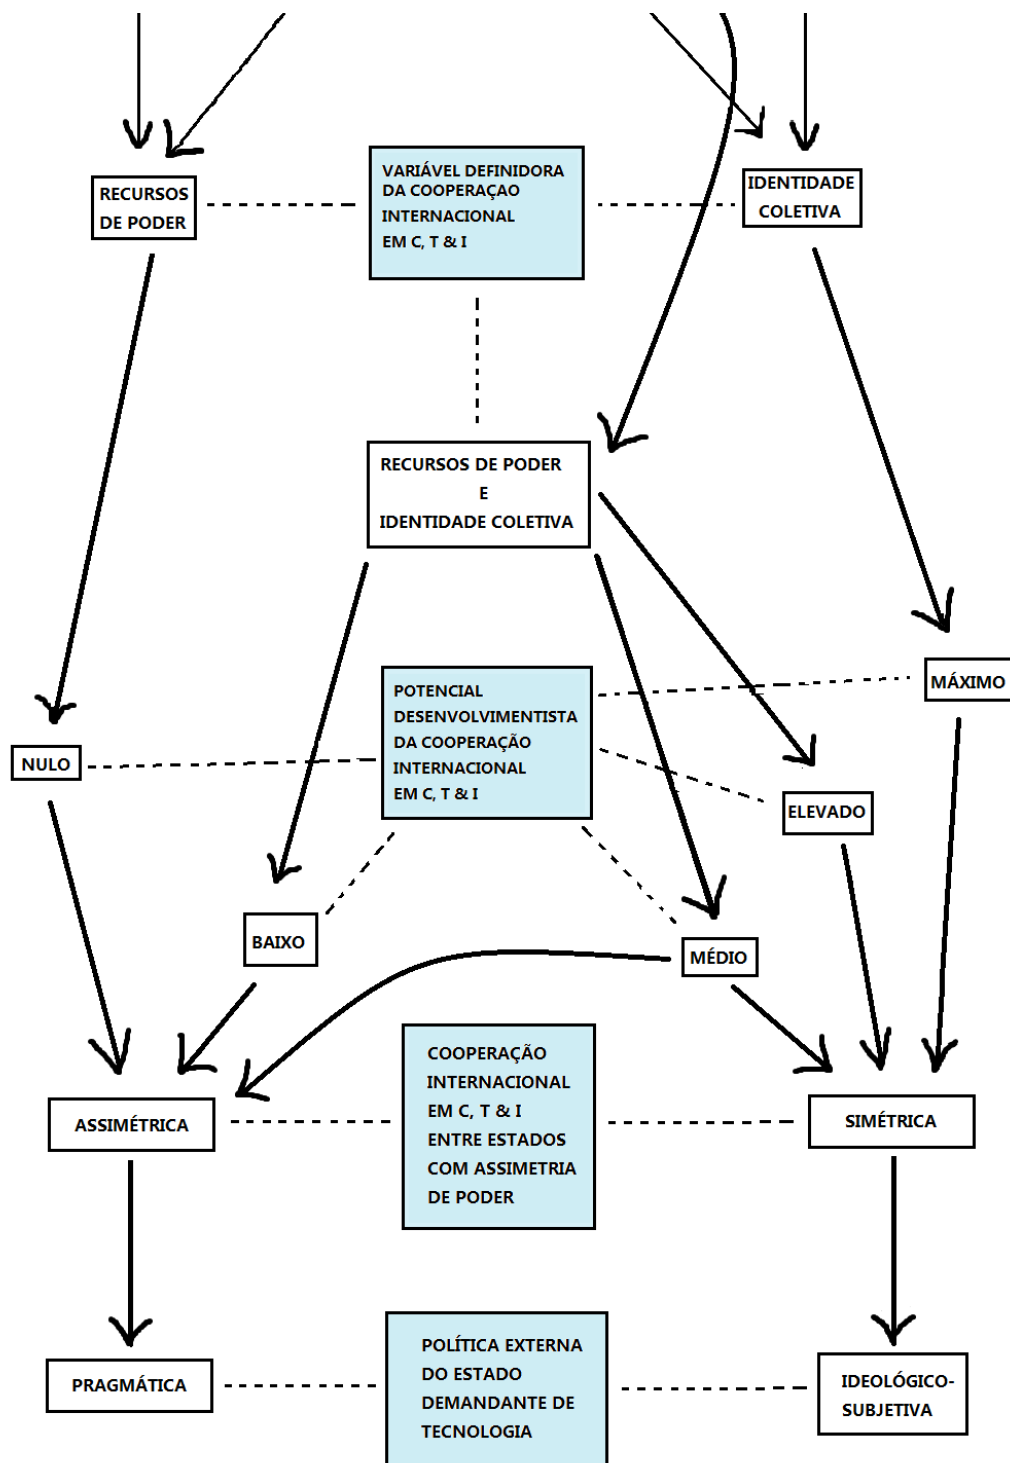 RECURSOS
DE PODER
VARIÁVEL DEFINIDORA
DA COOPERAÇAO
INTERNACIONAL
EM C, T & I
IDENTIDADE
COLETIVA
RECURSOS DE PODER
E
IDENTIDADE COLETIVA
POTENCIAL
DESENVOLVIMENTISTA
DA COOPERAÇÃO
INTERNACIONAL
EM C, T & I
MÁXIMO
NULO
ELEVADO
BAIXO
MÉDIO
COOPERAÇÃO
INTERNACIONAL
EM C, T & I
ENTRE ESTADOS
COM ASSIMETRIA
DE PODER
ASSIMÉTRICA
SIMÉTRICA
POLÍTICA EXTERNA
DO ESTADO
DEMANDANTE DE
TECNOLOGIA
PRAGMÁTICA
IDEOLÓGICO-
SUBJETIVA